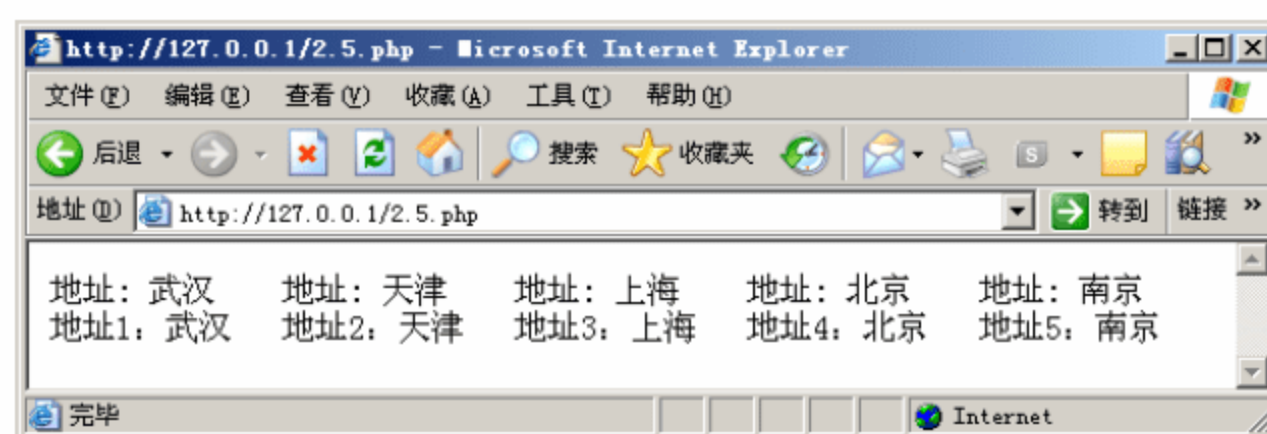 http://127.0.0.1/2.5.php - Microsoft Internet Explorer
文件(F) 编辑(E) 查看(V) 收藏(A) 工具(T) 帮助(H)
后退 搜索 收藏夹 S »
地址(D) http://127.0.0.1/2.5.php 转到 链接 »
地址：武汉 地址：天津 地址：上海 地址：北京 地址：南京
地址1：武汉 地址2：天津 地址3：上海 地址4：北京 地址5：南京
完毕 Internet